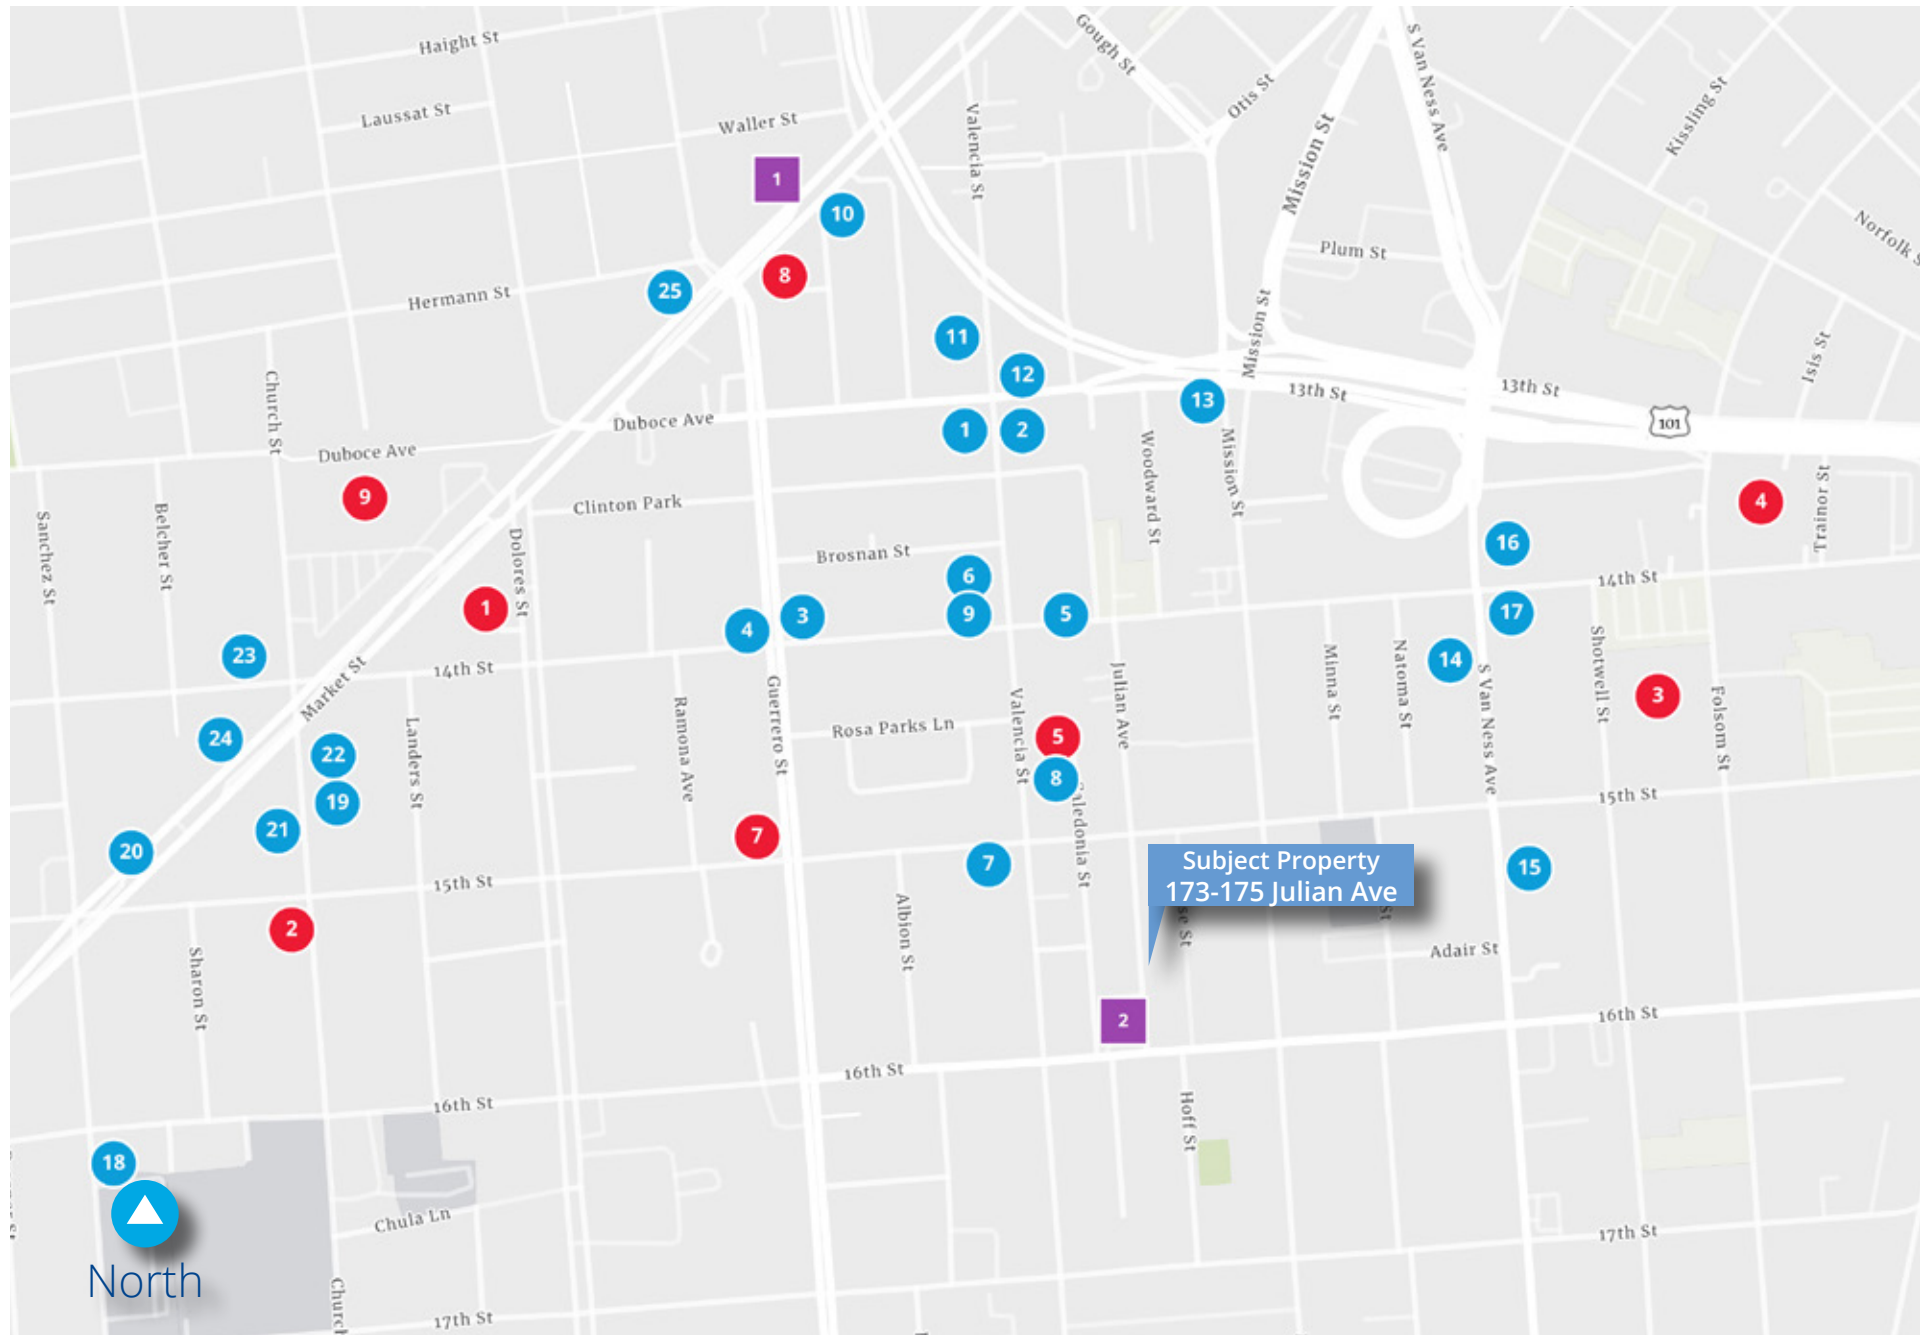 Haight St
Gough St
S Van Ness Ave
Otis St
Kissling St
Laussat St
Waller St
Valencia St
Mission St
1
10
Norfolk S
Plum St
8
25
Hermann St
Mission St
11
Isis St
12
13th St
13th St
13
Church St
Duboce Ave
101
1
2
Duboce Ave
Woodward St
Mission St
9
Clinton Park
4
Trainor St
Sanchez St
Belcher St
Dolores St
16
Brosnan St
6
14th St
1
4
3
9
5
17
23
14th St
Market St
14
Minna St
Natoma St
S Van Ness Ave
Shotwell St
3
Folsom St
Julian Ave
Landers St
Ramona Ave
Guerrero St
Rosa Parks Ln
Valencia St
5
24
22
8
19
15th St
21
7
20
7
Caledonia St
Subject Property
173-175 Julian Ave
15
15th St
2
Albion St
se St
St
Adair St
Sharon St
16th St
2
16th St
16th St
Hoff St
18
Chula Ln
17th St
North
Church
17th St